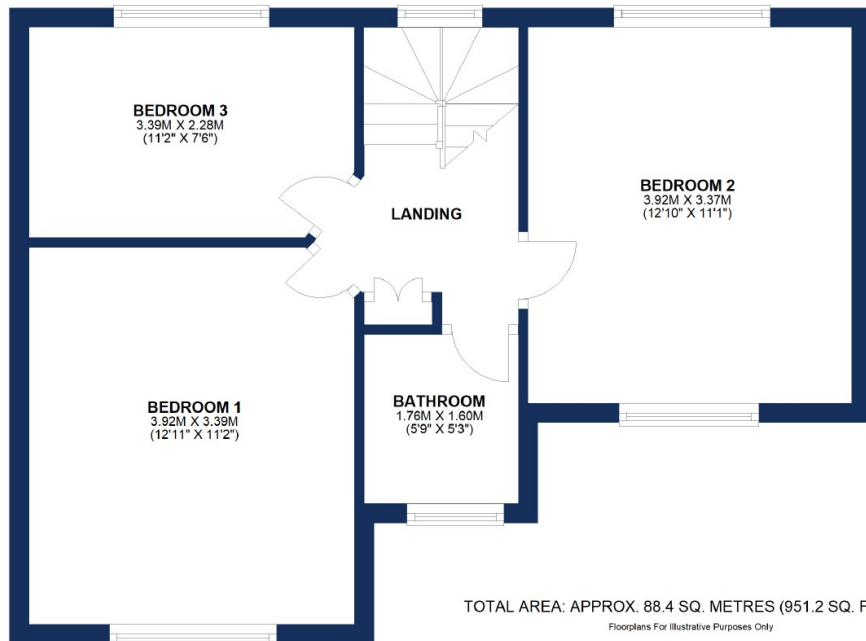 BEDROOM 3
3.39M X 2.28M
(11'2" X 7'6")
BEDROOM 2
3.92M X 3.37M
(12'10" X 11'1")
LANDING
BEDROOM 1
3.92M X 3.39M
(12'11" X 11'2")
BATHROOM
1.76M X 1.60M
(5'9" X 5'3")
TOTAL AREA: APPROX. 88.4 SQ. METRES (951.2 SQ. F
Floorplans For Illustrative Purposes Only